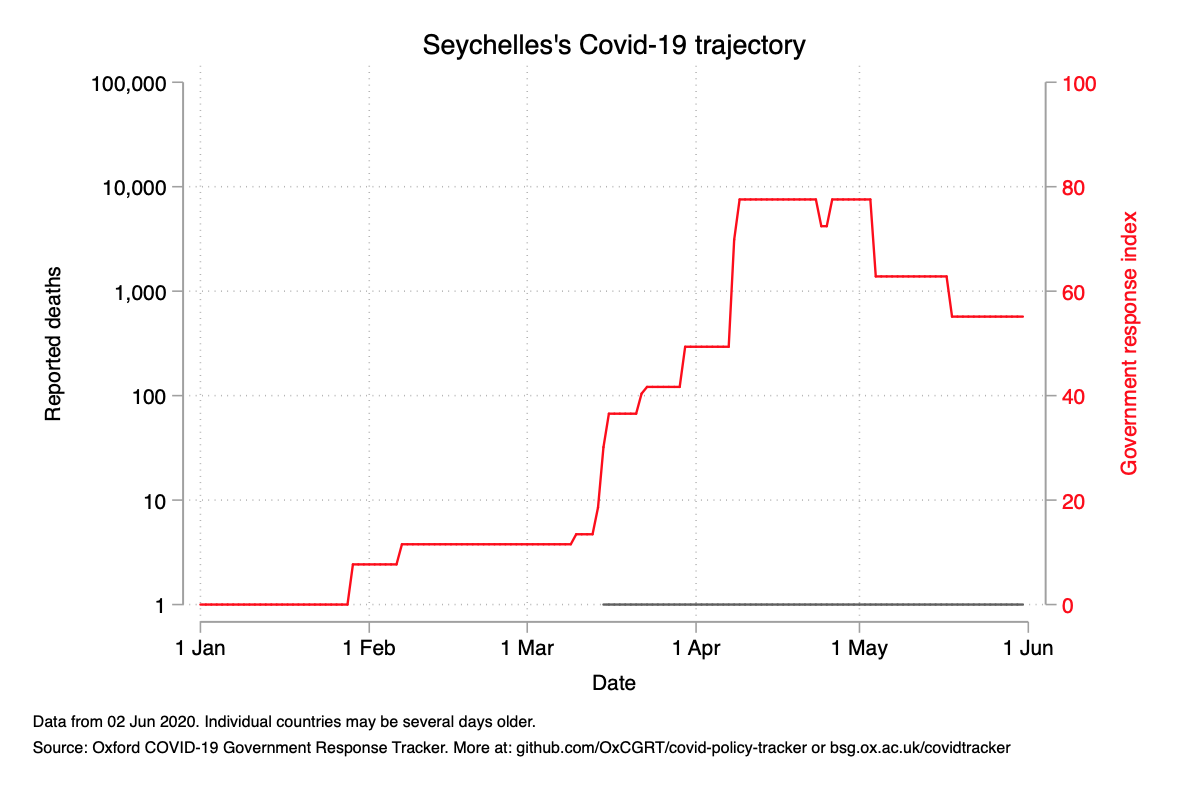 Seychelles's Covid-19 trajectory
100,000
10,000
1,000
100
10
1
Reported deaths
100
80
60
40
20
0
Government response index
1 Jan
1 Feb
1 Mar
1 Apr
1 May
1 Jun
Date
Data from 02 Jun 2020. Individual countries may be several days older.
Source: Oxford COVID-19 Government Response Tracker. More at: github.com/OxCGRT/covid-policy-tracker or bsg.ox.ac.uk/covidtracker